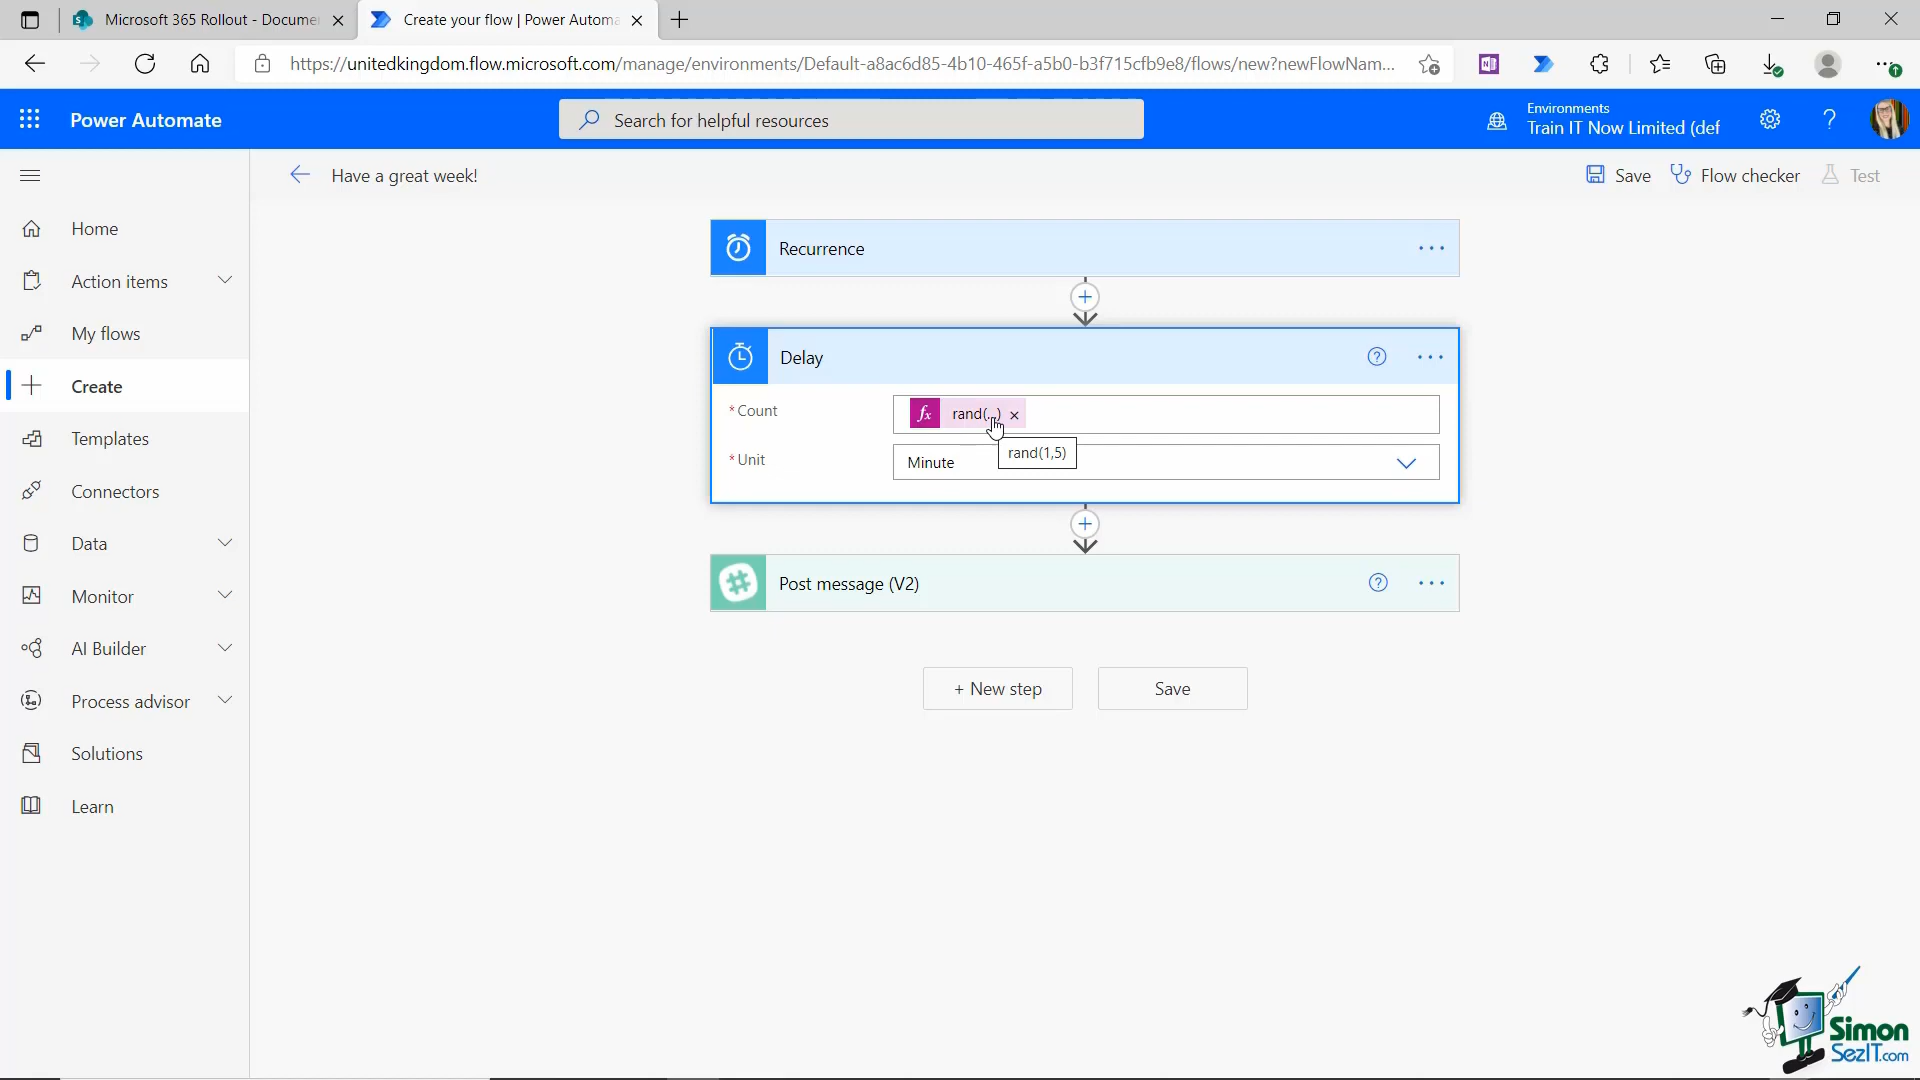 Microsoft 365 Rollout - Docume
Create your flow | Power Automa
https://unitedkingdom.flow.microsoft.com/manage/environments/Default-a8ac6d85-4b10-465f-a5b0-b3f715cfb9e8/flows/new?newFlowNam...
Power Automate
Search for helpful resources
Environments
Train IT Now Limited (def
Have a great week!
Save
Flow checker
Test
Home
Action items
My flows
Create
Templates
Connectors
Data
Monitor
AI Builder
Process advisor
Solutions
Learn
Recurrence
Delay
* Count
fx rand(...)
rand(1,5)
* Unit
Minute
Post message (V2)
+ New step
Save
Simon
SezIT.com